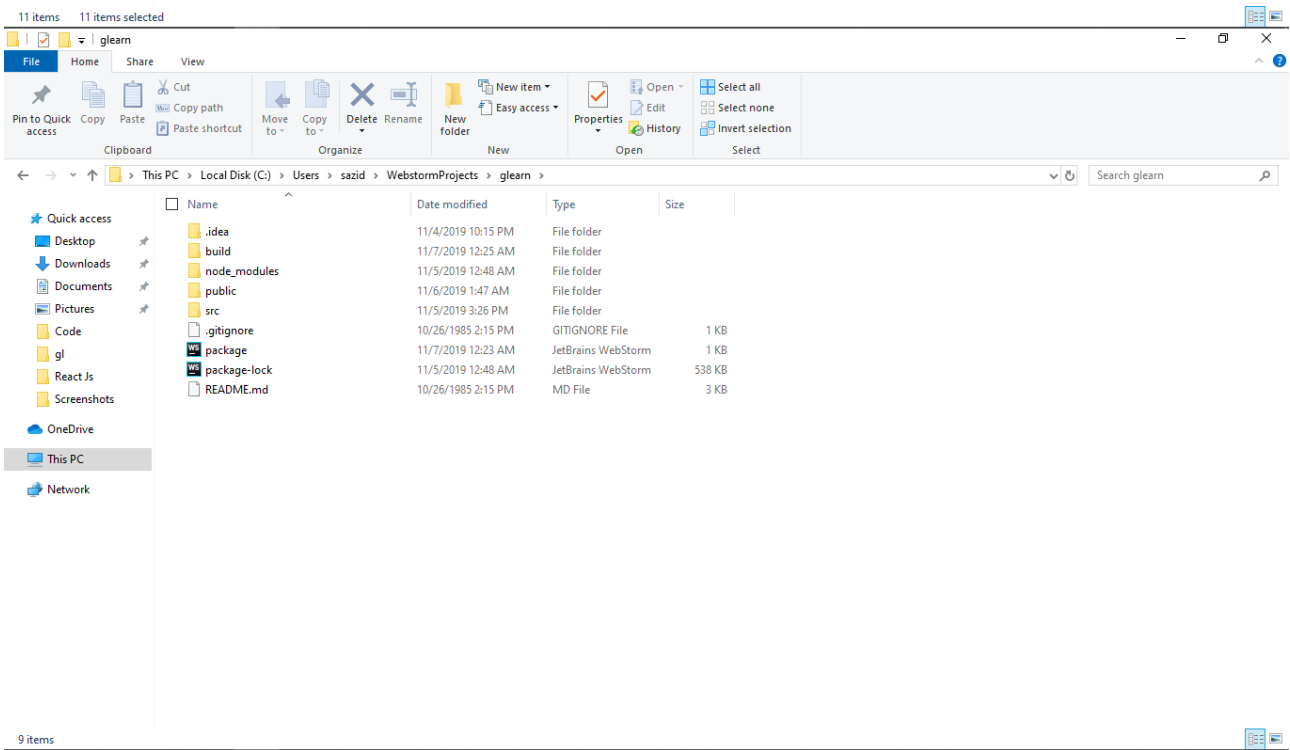 11 items 11 items selected
glearn
File Home Share View
Pin to Quick access
Copy
Paste
Cut
Copy path
Paste shortcut
Clipboard
Move to
Copy to
Delete
Rename
Organize
New folder
New item
Easy access
New
Properties
Open
Edit
History
Open
Select all
Select none
Invert selection
Select
This PC > Local Disk (C:) > Users > sazid > WebstormProjects > glearn >
Search glearn
Quick access
Desktop
Downloads
Documents
Pictures
Code
gl
React Js
Screenshots
OneDrive
This PC
Network
Name Date modified Type Size
.idea 11/4/2019 10:15 PM File folder
build 11/7/2019 12:25 AM File folder
node_modules 11/5/2019 12:48 AM File folder
public 11/6/2019 1:47 AM File folder
src 11/5/2019 3:26 PM File folder
.gitignore 10/26/1985 2:15 PM GITIGNORE File 1 KB
WS package 11/7/2019 12:23 AM JetBrains WebStorm 1 KB
WS package-lock 11/5/2019 12:48 AM JetBrains WebStorm 538 KB
README.md 10/26/1985 2:15 PM MD File 3 KB
9 items